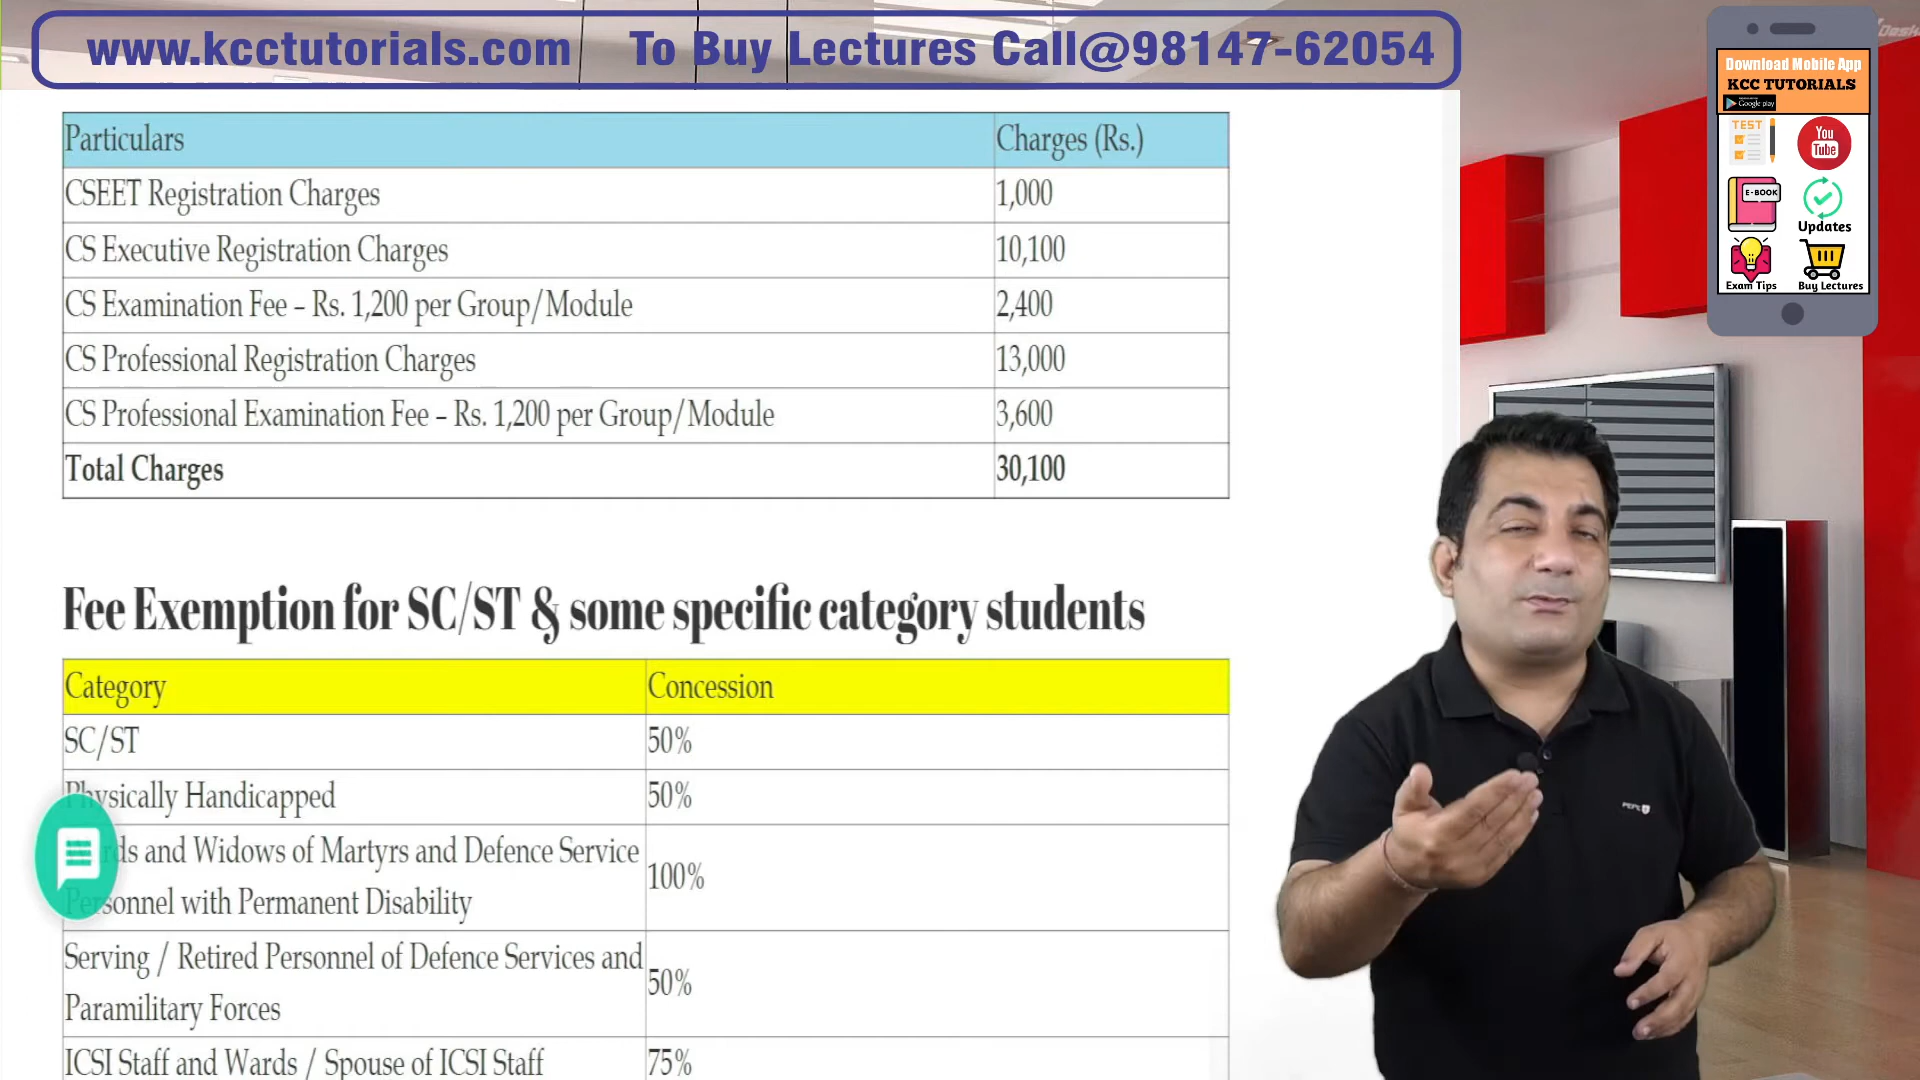 www.kcctutorials.com To Buy Lectures Call@98147-62054
Download Mobile App
KCC TUTORIALS
Google play
TEST
You
Tube
E-BOOK
Updates
Exam Tips
Buy Lectures
Particulars Charges (Rs.)
CSEET Registration Charges 1,000
CS Executive Registration Charges 10,100
CS Examination Fee – Rs. 1,200 per Group/Module 2,400
CS Professional Registration Charges 13,000
CS Professional Examination Fee – Rs. 1,200 per Group/Module 3,600
Total Charges 30,100
Fee Exemption for SC/ST & some specific category students
Category Concession
SC/ST 50%
Physically Handicapped 50%
and Widows of Martyrs and Defence Service
Personnel with Permanent Disability 100%
Serving / Retired Personnel of Defence Services and
Paramilitary Forces 50%
ICSI Staff and Wards / Spouse of ICSI Staff 75%